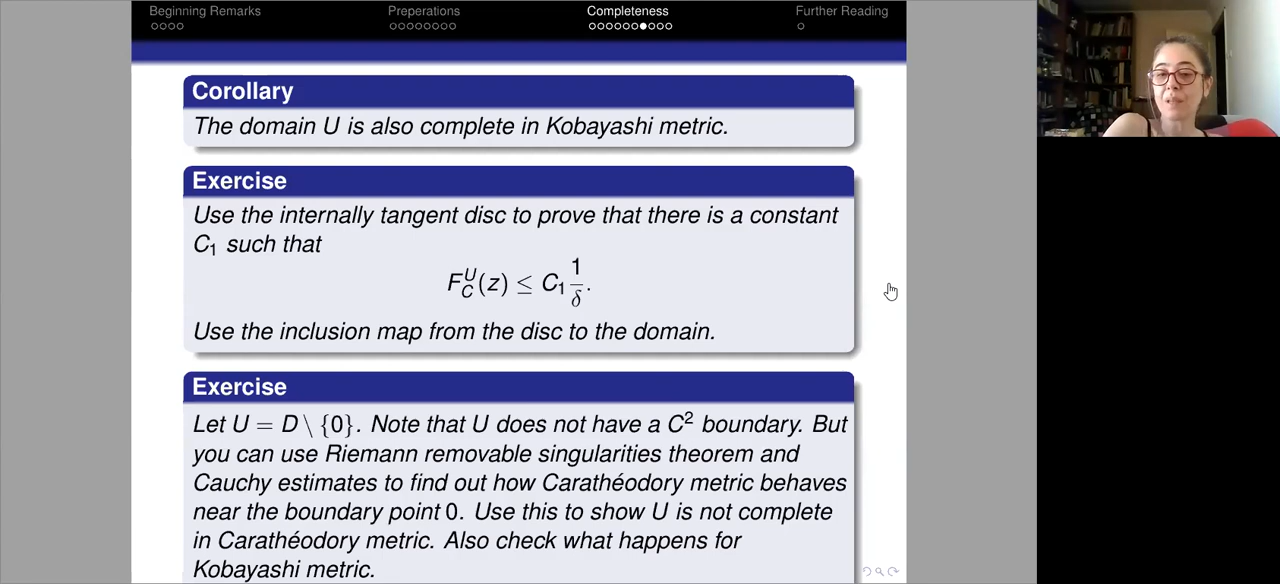 Beginning Remarks Preperations Completeness Further Reading
Corollary
The domain U is also complete in Kobayashi metric.
Exercise
Use the internally tangent disc to prove that there is a constant
C₁ such that
F_C^U(z) ≤ C₁ 1/δ.
Use the inclusion map from the disc to the domain.
Exercise
Let U = D \ {0}. Note that U does not have a C² boundary. But
you can use Riemann removable singularities theorem and
Cauchy estimates to find out how Carathéodory metric behaves
near the boundary point 0. Use this to show U is not complete
in Carathéodory metric. Also check what happens for
Kobayashi metric.